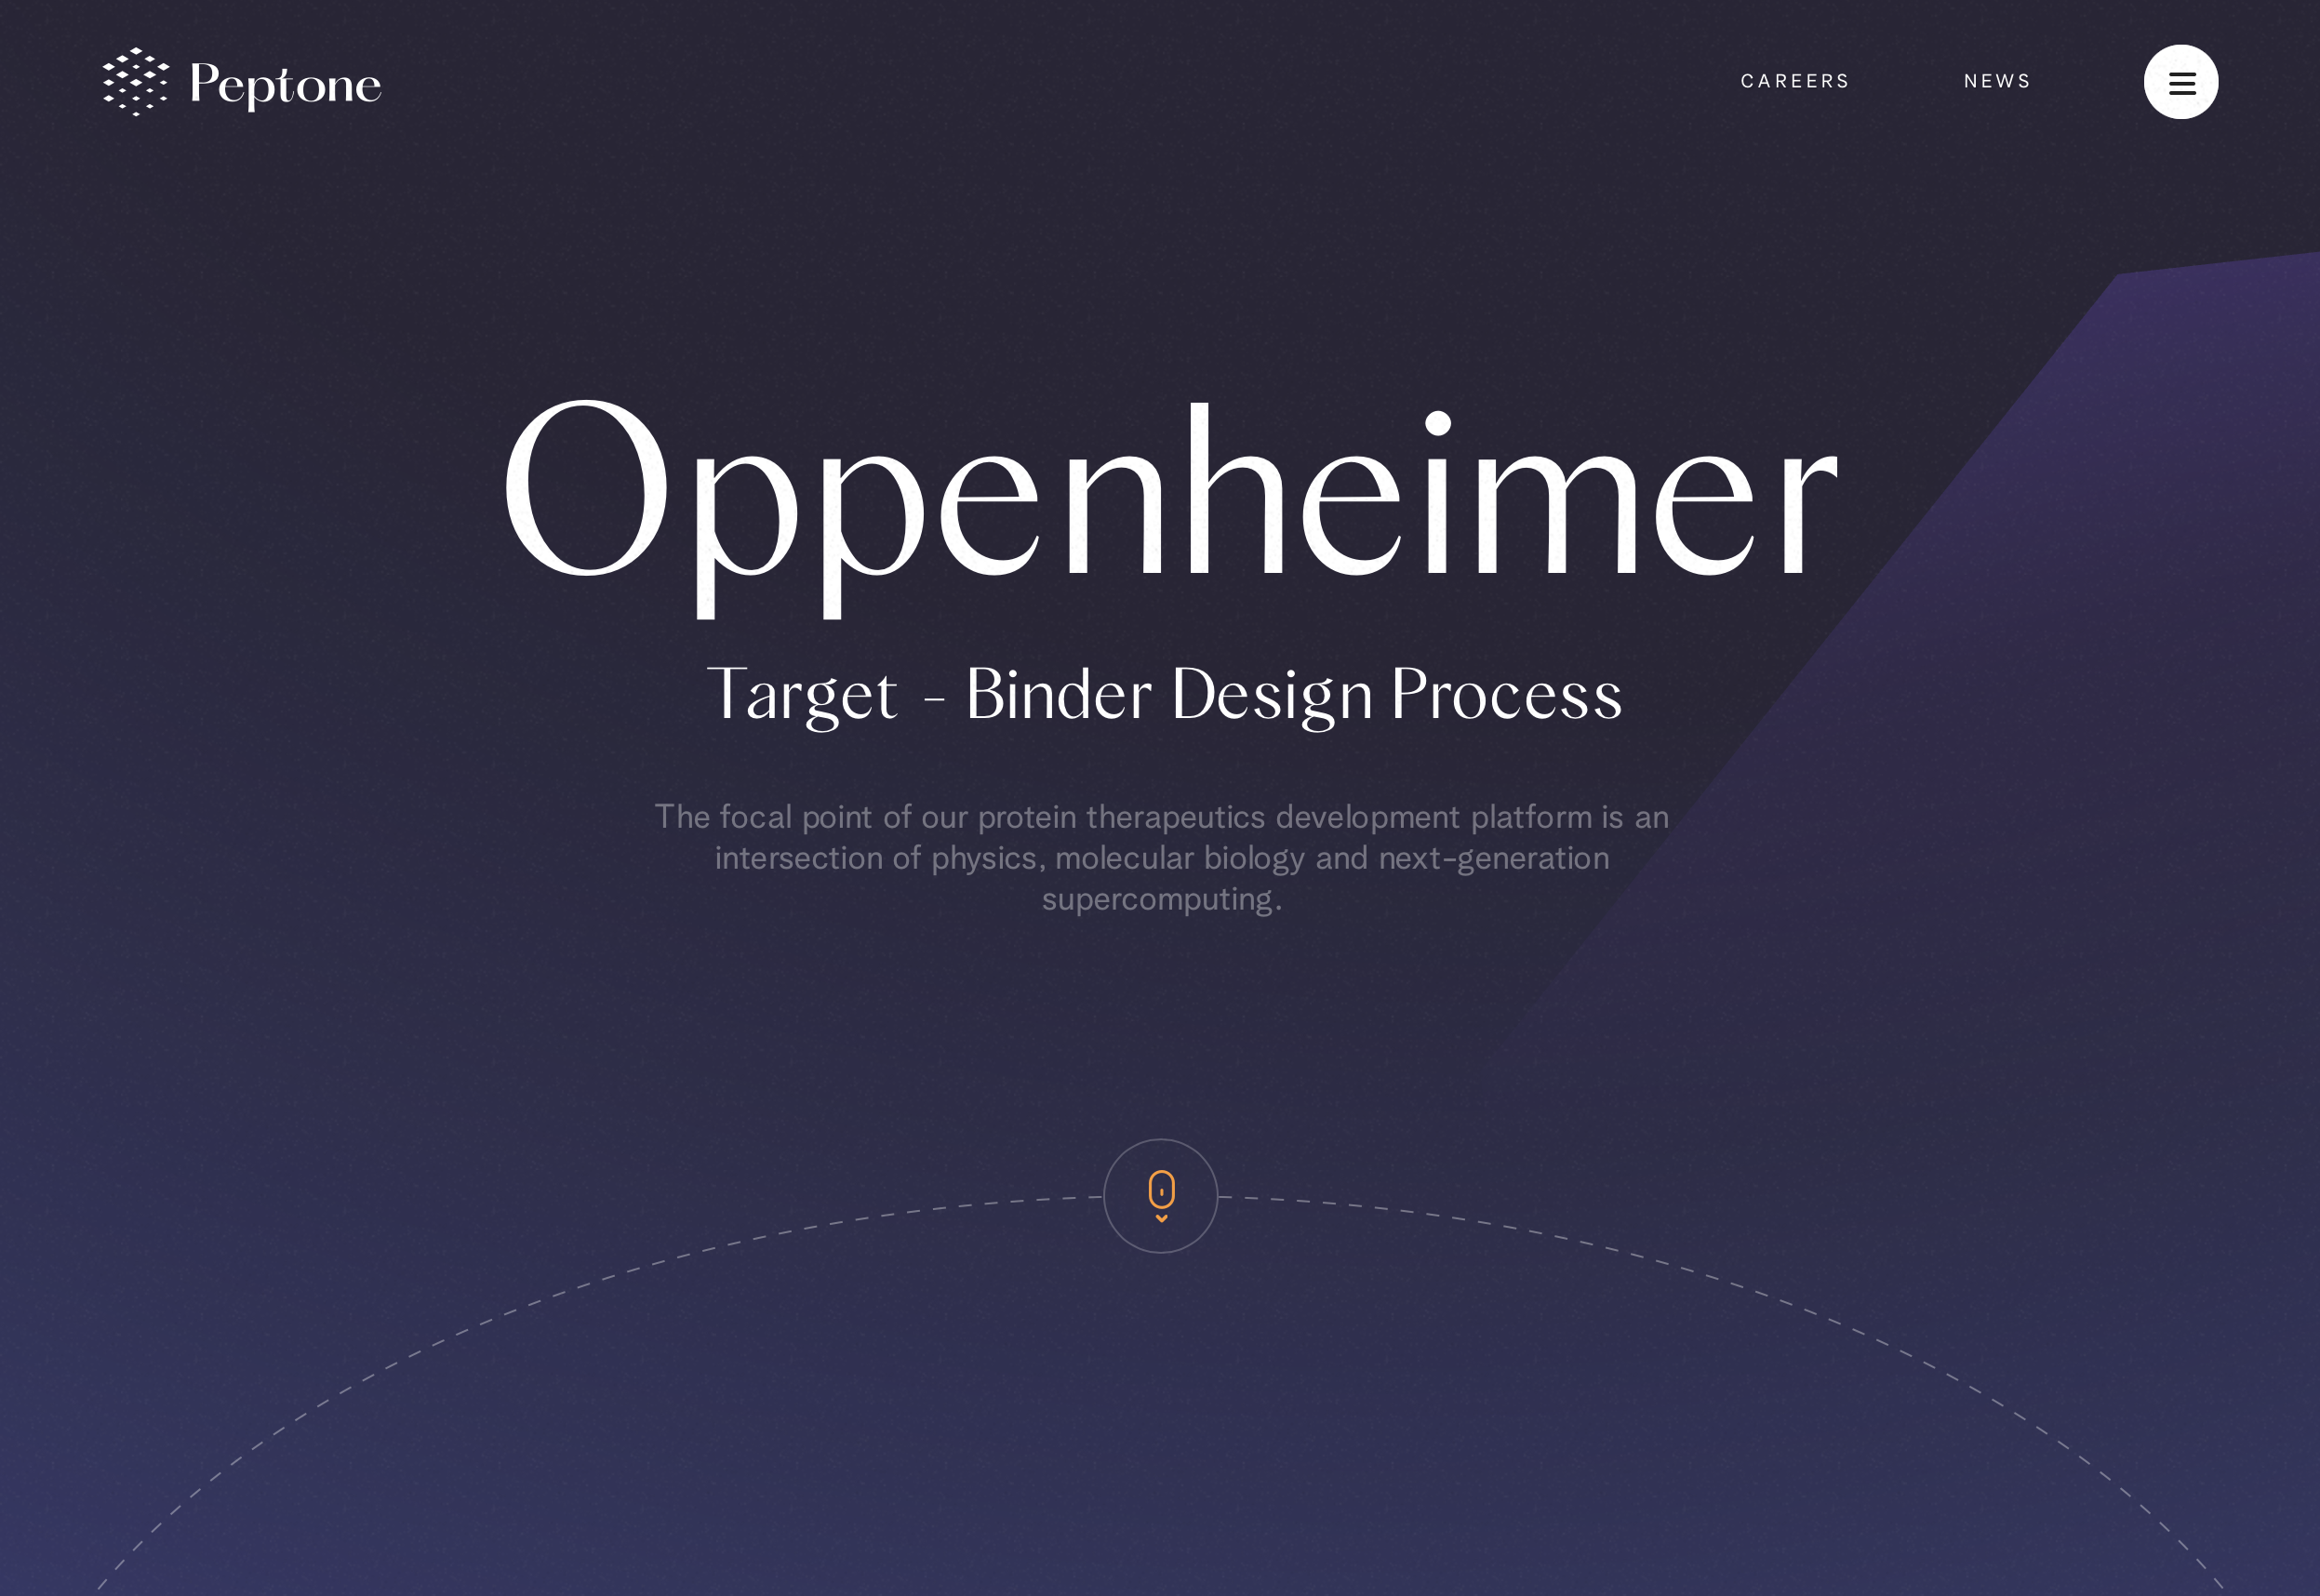 Peptone
CAREERS
NEWS
Oppenheimer
Target - Binder Design Process
The focal point of our protein therapeutics development platform is an
intersection of physics, molecular biology and next-generation
supercomputing.